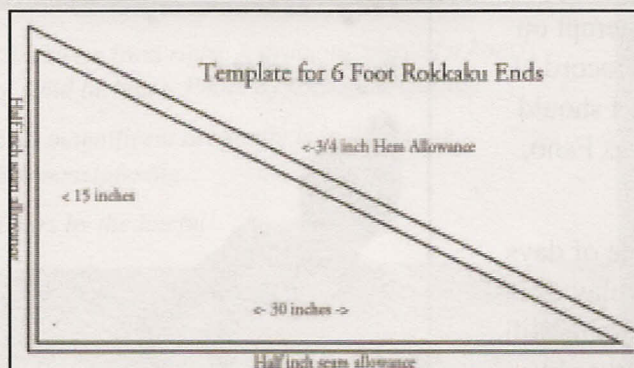 Template for 6 Foot Rokkaku Ends
<-3/4 inch Hem Allowance
Half inch seam allowance
< 15 inches
<- 30 inches ->
Half inch seam allowance